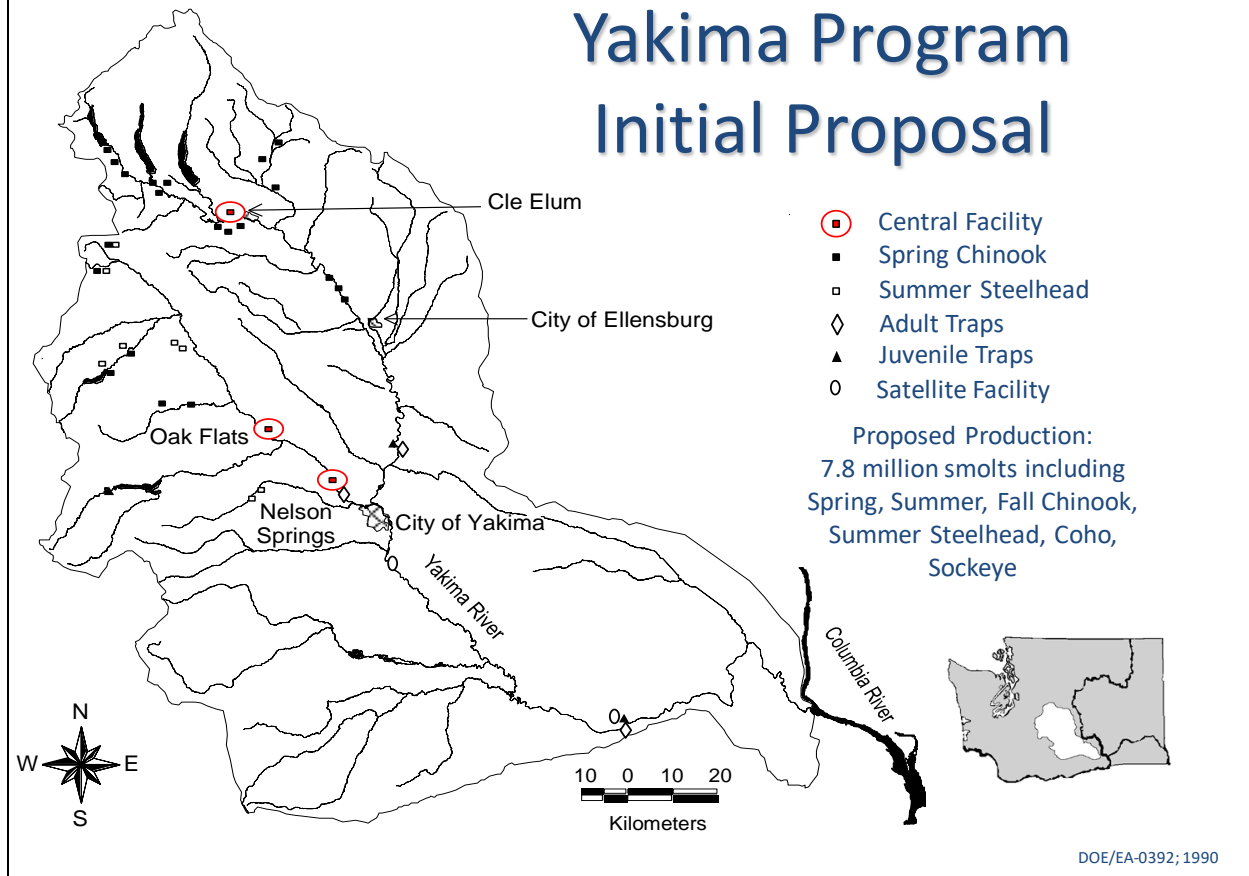 Yakima Program
Initial Proposal
Cle Elum
Central Facility
Spring Chinook
Summer Steelhead
City of Ellensburg
Adult Traps
Juvenile Traps
Satellite Facility
Oak Flats
Proposed Production:
7.8 million smolts including
Spring, Summer, Fall Chinook,
Summer Steelhead, Coho,
Sockeye
Nelson
Springs
City of Yakima
Yakima River
Columbia River
N
W
E
S
10 0 10 20
Kilometers
DOE/EA-0392; 1990